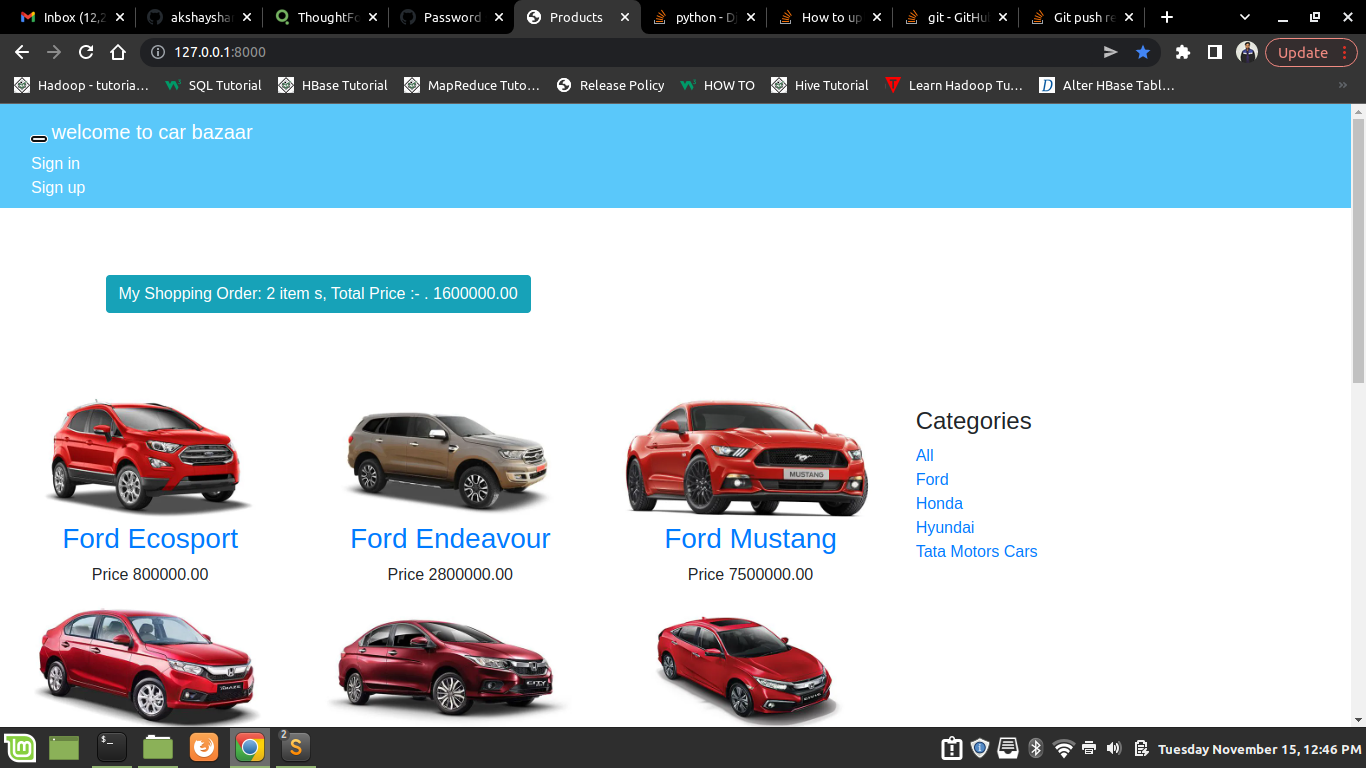 Inbox (12,2
akshayshar
ThoughtFo
Password
Products
python - Dj
How to up
git - GitHub
Git push re
127.0.0.1:8000
Update
Hadoop - tutoria…
SQL Tutorial
HBase Tutorial
MapReduce Tuto…
Release Policy
HOW TO
Hive Tutorial
Learn Hadoop Tu…
Alter HBase Tabl…
welcome to car bazaar
Sign in
Sign up
My Shopping Order: 2 item s, Total Price :- . 1600000.00
MUSTANG
Categories
All
Ford
Honda
Hyundai
Tata Motors Cars
Ford Ecosport
Ford Endeavour
Ford Mustang
Price 800000.00
Price 2800000.00
Price 7500000.00
CITY
2
Tuesday November 15, 12:46 PM